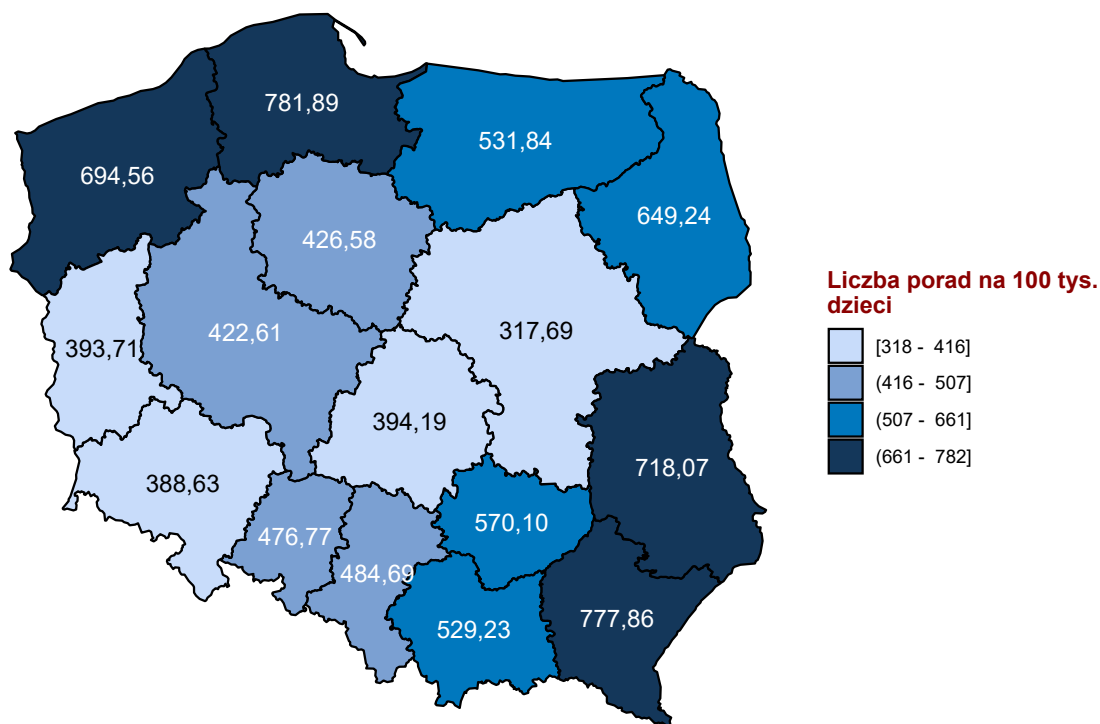 781,89
531,84
694,56
649,24
426,58
422,61
317,69
393,71
394,19
388,63
718,07
570,10
476,77
484,69
777,86
529,23
Liczba porad na 100 tys.
dzieci
[318 - 416]
(416 - 507]
(507 - 661]
(661 - 782]